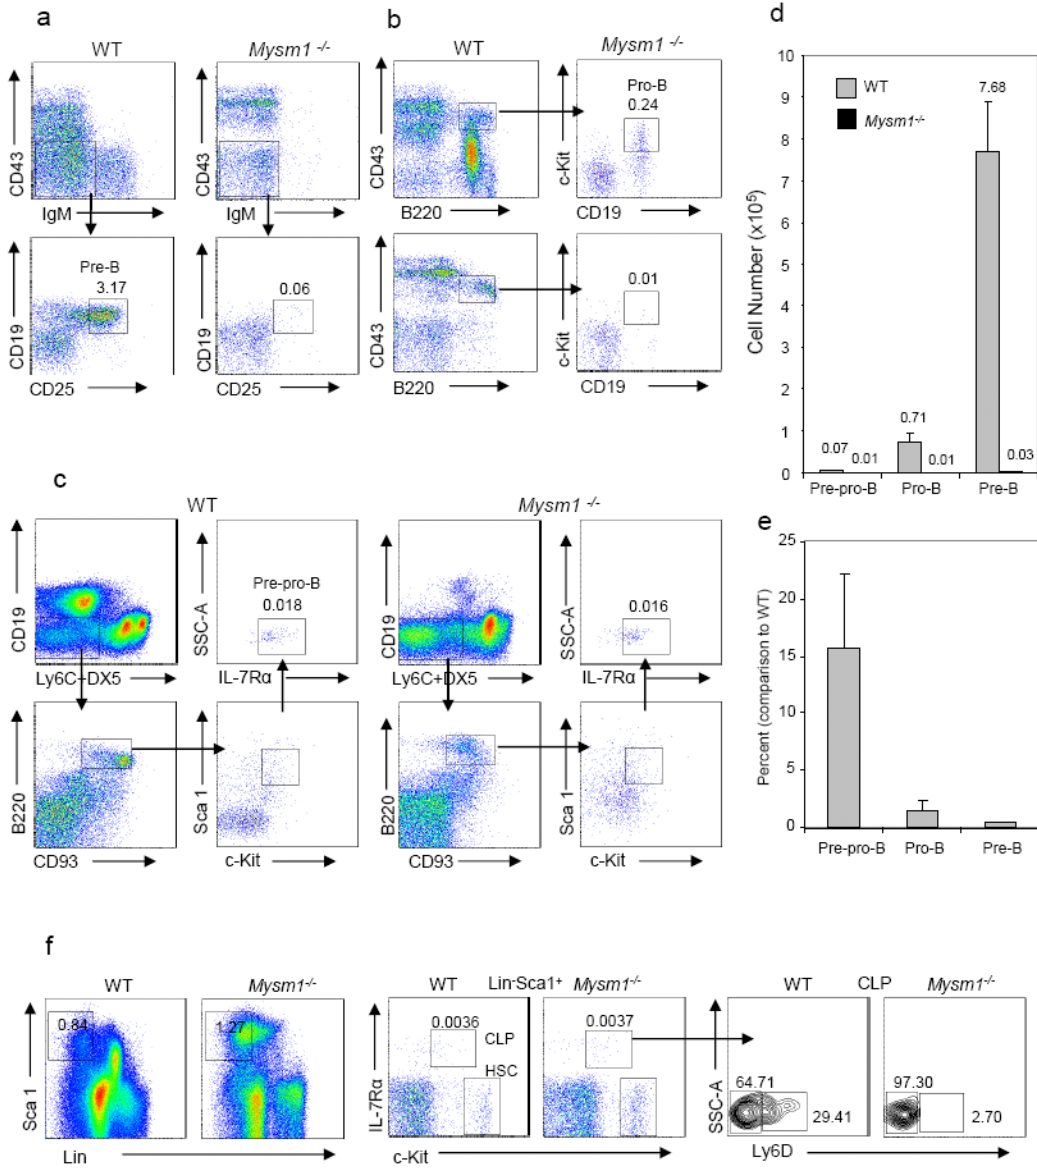 a
WT
Mysm1 -/-
CD43
IgM
CD43
IgM
Pre-B
3.17
CD19
CD25
0.06
CD19
CD25
b
WT
Mysm1 -/-
CD43
B220
Pro-B
0.24
c-Kit
CD19
CD43
B220
0.01
c-Kit
CD19
c
WT
Mysm1 -/-
CD19
Ly6C+DX5
Pre-pro-B
0.018
SSC-A
IL-7Rα
CD19
Ly6C+DX5
0.016
SSC-A
IL-7Rα
B220
CD93
Sca 1
c-Kit
B220
CD93
Sca 1
c-Kit
d
Cell Number (x10⁵)
10
9
8
7
6
5
4
3
2
1
0
WT
Mysm1-/-
0.07
0.01
0.71
0.01
7.68
0.03
Pre-pro-B
Pro-B
Pre-B
e
Percent (comparison to WT)
25
20
15
10
5
0
Pre-pro-B
Pro-B
Pre-B
f
WT
Mysm1-/-
Sca 1
0.84
1.27
Lin
WT
Lin-Sca1+
Mysm1-/-
IL-7Rα
0.0036
CLP
HSC
0.0037
c-Kit
WT
CLP
Mysm1-/-
SSC-A
64.71
29.41
97.30
2.70
Ly6D